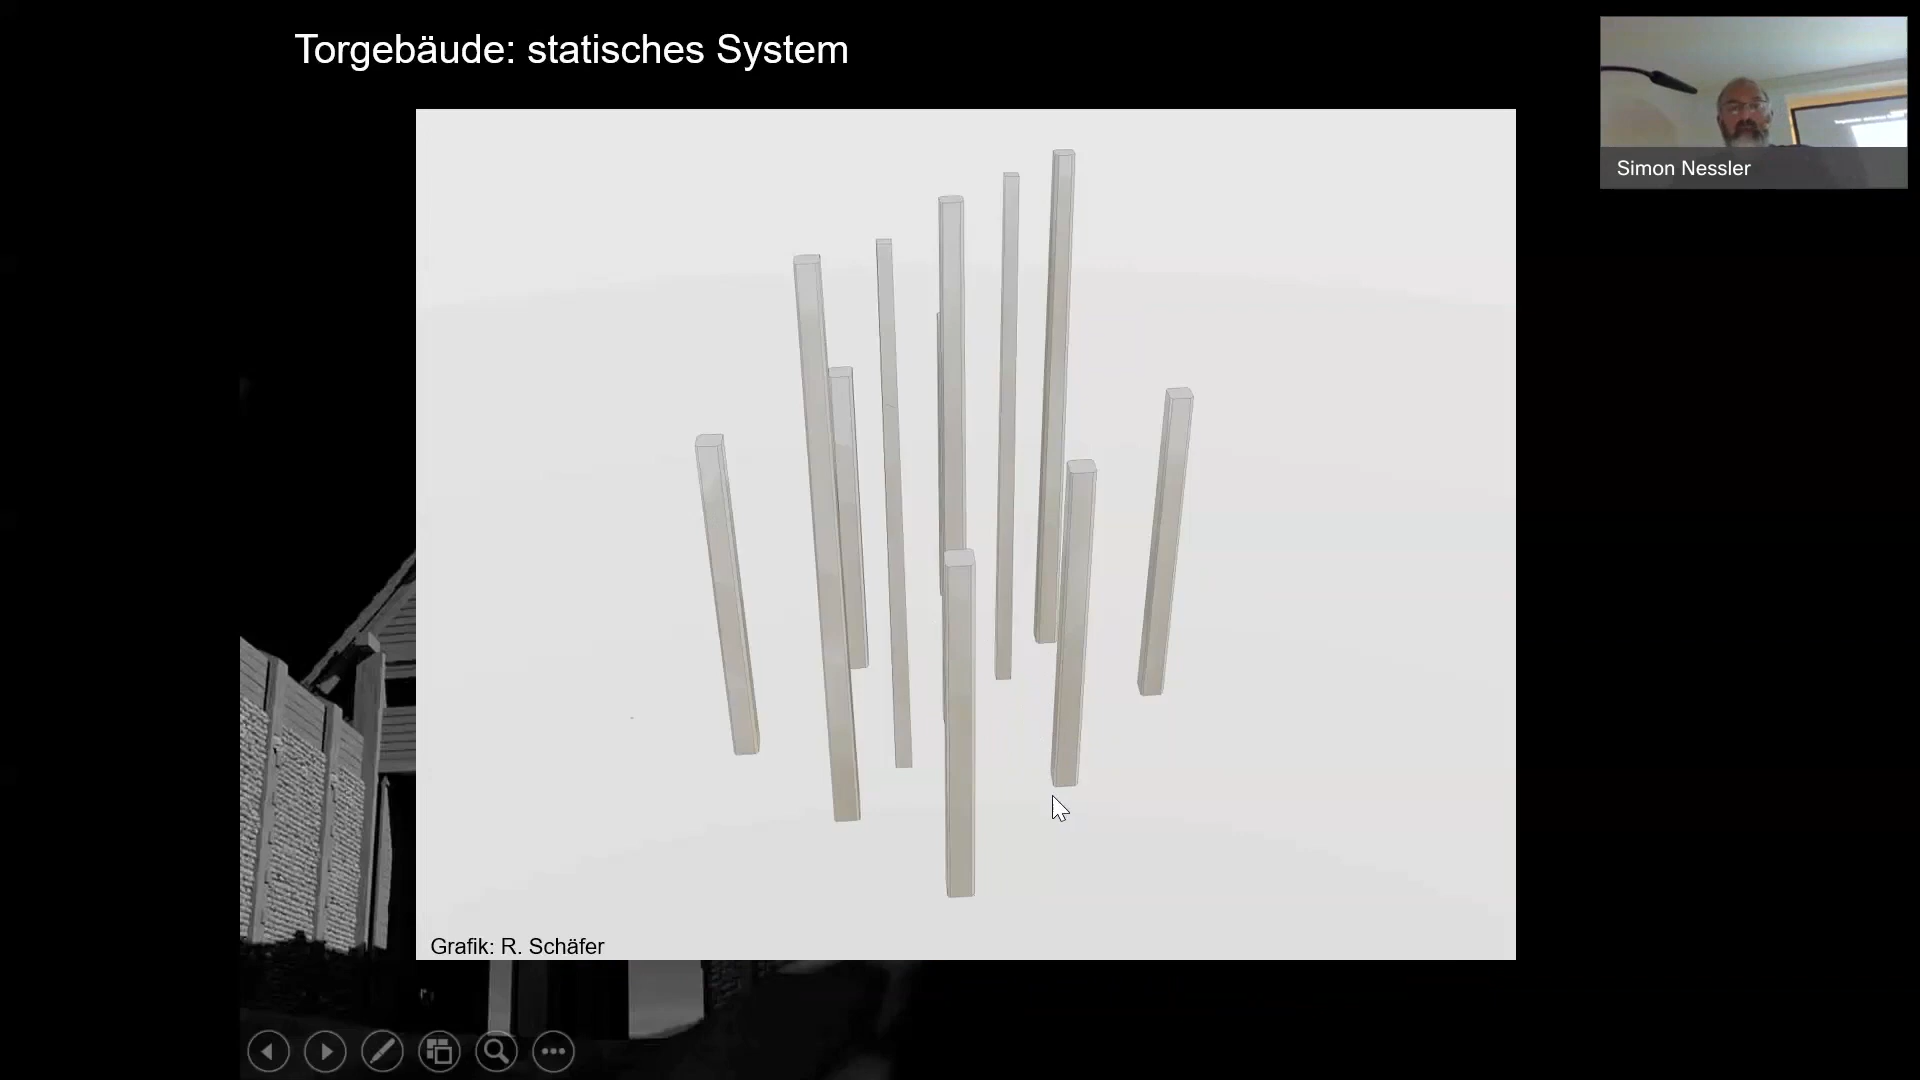 Torgebäude: statisches System
Simon Nessler
Grafik: R. Schäfer